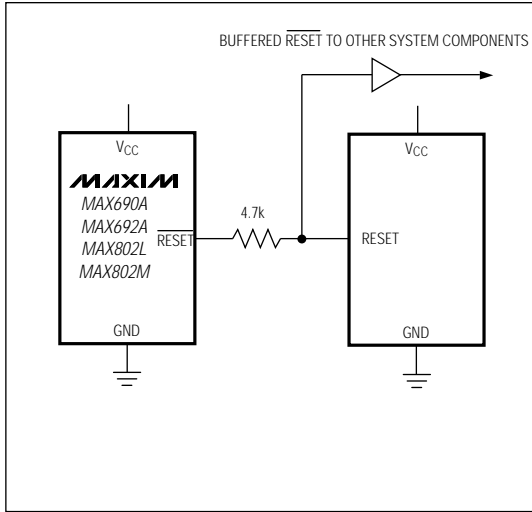 BUFFERED RESET TO OTHER SYSTEM COMPONENTS
VCC
MAXIM
MAX690A
MAX692A
MAX802L
MAX802M
RESET
GND
4.7k
VCC
RESET
GND